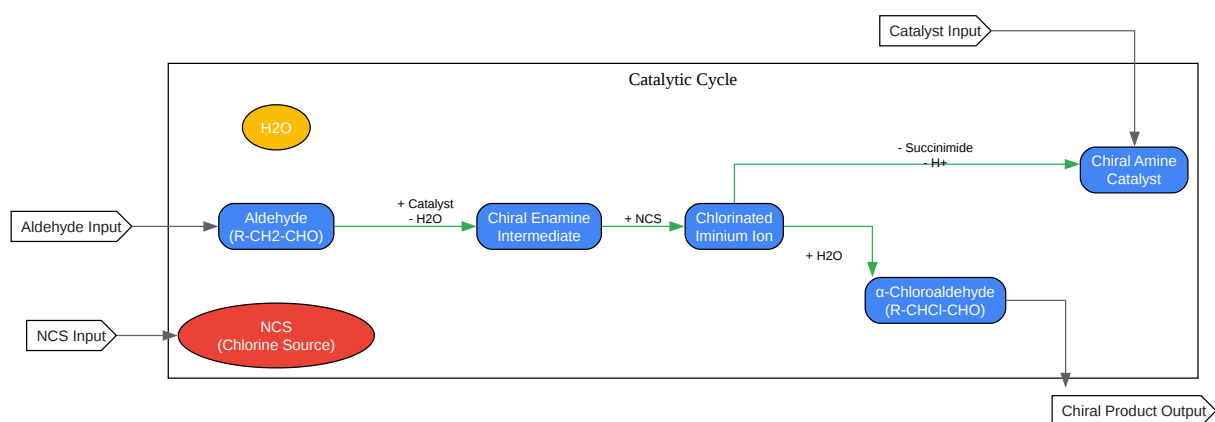 Catalyst Input
Catalytic Cycle
H2O
- Succinimide
- H+
Chiral Amine
Catalyst
Aldehyde Input
Aldehyde
(R-CH2-CHO)
+ Catalyst
- H2O
Chiral Enamine
Intermediate
+ NCS
Chlorinated
Iminium Ion
+ H2O
α-Chloroaldehyde
(R-CHCl-CHO)
NCS Input
NCS
(Chlorine Source)
Chiral Product Output